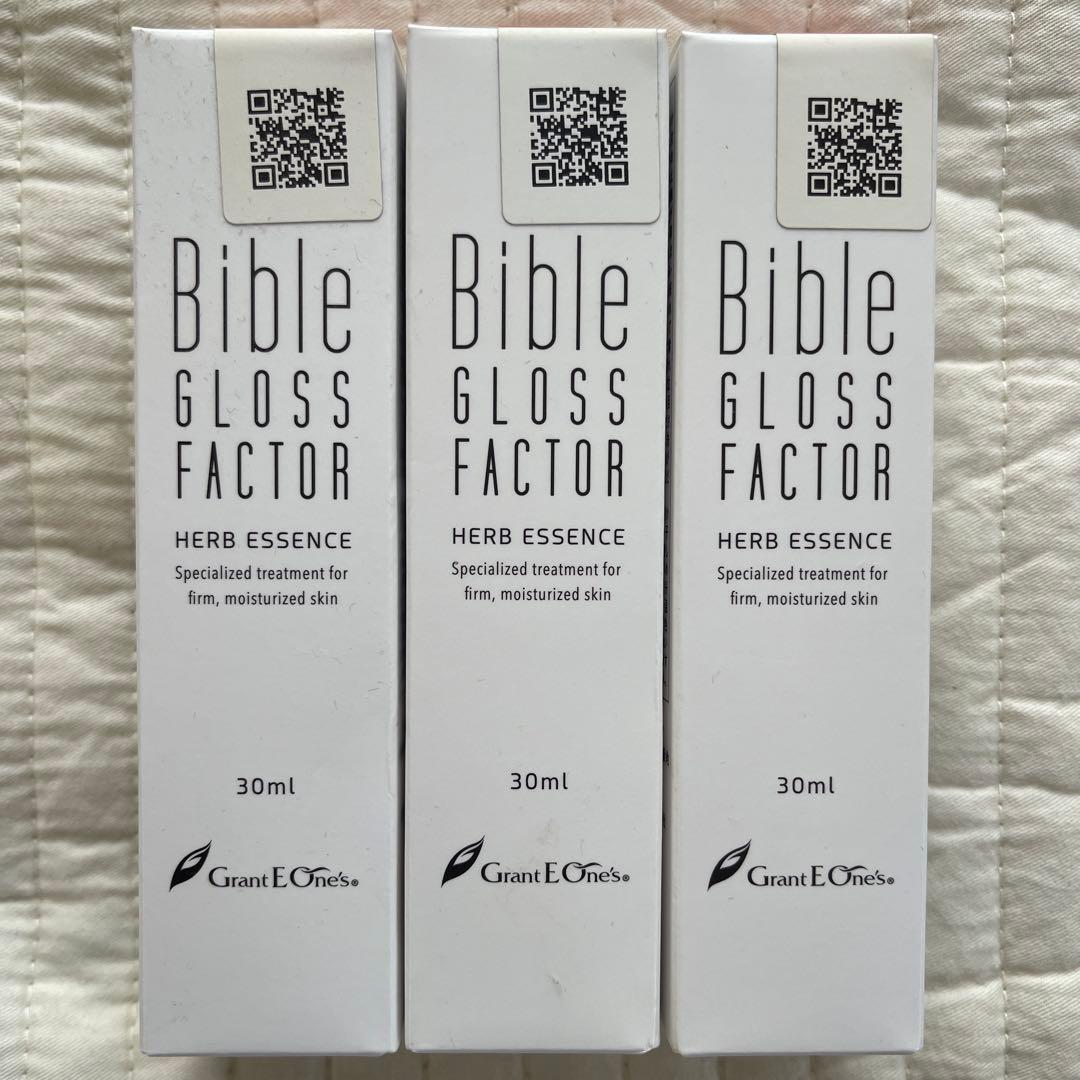 Bible
GLOSS
FACTOR
HERB ESSENCE
Specialized treatment for
firm, moisturized skin
30ml
Grant E One's®
Bible
GLOSS
FACTOR
HERB ESSENCE
Specialized treatment for
firm, moisturized skin
30ml
Grant E One's®
Bible
GLOSS
FACTOR
HERB ESSENCE
Specialized treatment for
firm, moisturized skin
30ml
Grant E One's®